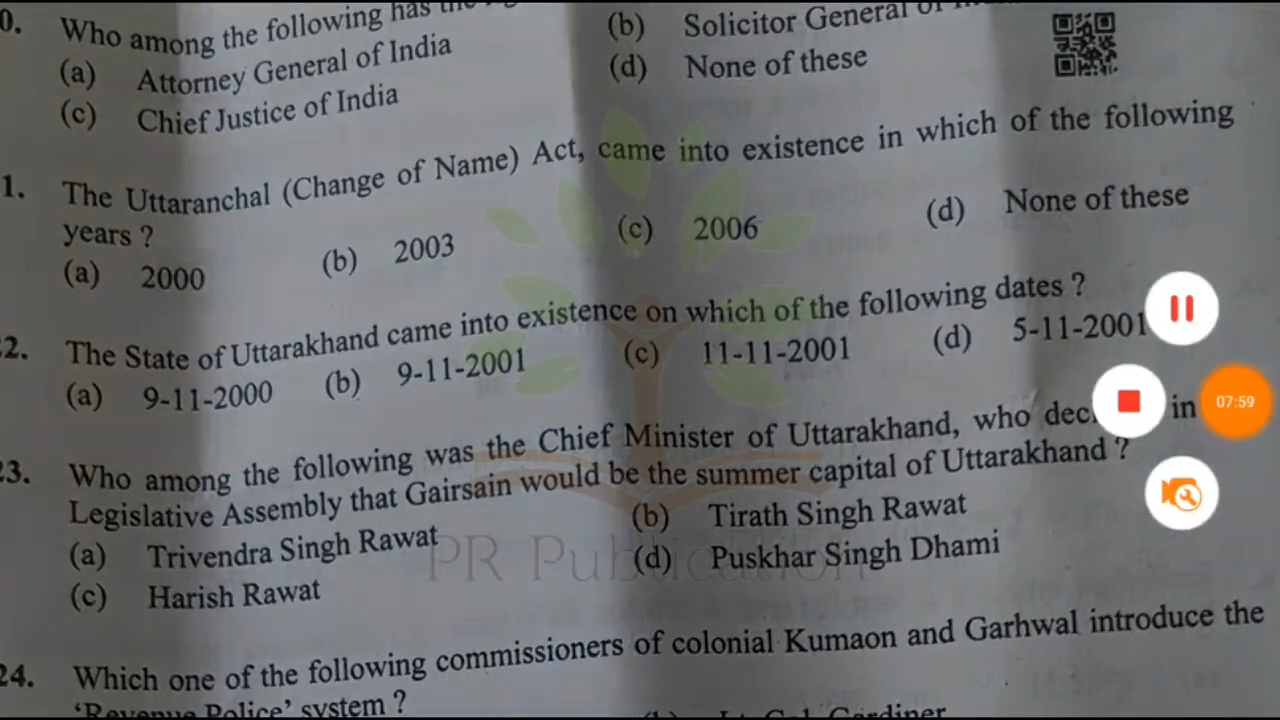 0. Who among the following has
(a) Attorney General of India (b) Solicitor General of
(c) Chief Justice of India (d) None of these
1. The Uttaranchal (Change of Name) Act, came into existence in which of the following
years ?
(a) 2000 (b) 2003 (c) 2006 (d) None of these
2. The State of Uttarakhand came into existence on which of the following dates ?
(a) 9-11-2000 (b) 9-11-2001 (c) 11-11-2001 (d) 5-11-2001
23. Who among the following was the Chief Minister of Uttarakhand, who in
Legislative Assembly that Gairsain would be the summer capital of Uttarakhand ?
(a) Trivendra Singh Rawat (b) Tirath Singh Rawat
(c) Harish Rawat (d) Puskhar Singh Dhami
24. Which one of the following commissioners of colonial Kumaon and Garhwal introduce the
‘Revenue Police’ system ?
PR Publication
07:59